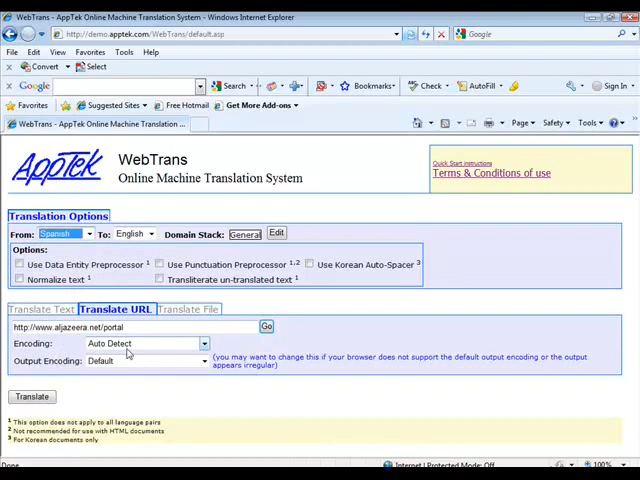 WebTrans - AppTek Online Machine Translation System - Windows Internet Explorer
http://demo.apptek.com/WebTrans/default.asp
Google
File Edit View Favorites Tools Help
Convert Select
Google Search Bookmarks Check AutoFill Sign In
Favorites Suggested Sites Free Hotmail Get More Add-ons
WebTrans - AppTek Online Machine Translation ... Page Safety Tools
AppTek
WebTrans
Online Machine Translation System
Quick Start Instructions
Terms & Conditions of use
Translation Options
From: Spanish To: English Domain Stack: General Edit
Options:
Use Data Entity Preprocessor 1 Use Punctuation Preprocessor 1,2 Use Korean Auto-Spacer 3
Normalize text 1 Transliterate un-translated text 1
Translate Text Translate URL Translate File
http://www.aljazeera.net/portal Go
Encoding: Auto Detect
Output Encoding: Default (you may want to change this if your browser does not support the default output encoding or the output
appears irregular)
Translate
1 This option does not apply to all language pairs
2 Not recommended for use with HTML documents
3 For Korean documents only
Done Internet | Protected Mode: Off 100%